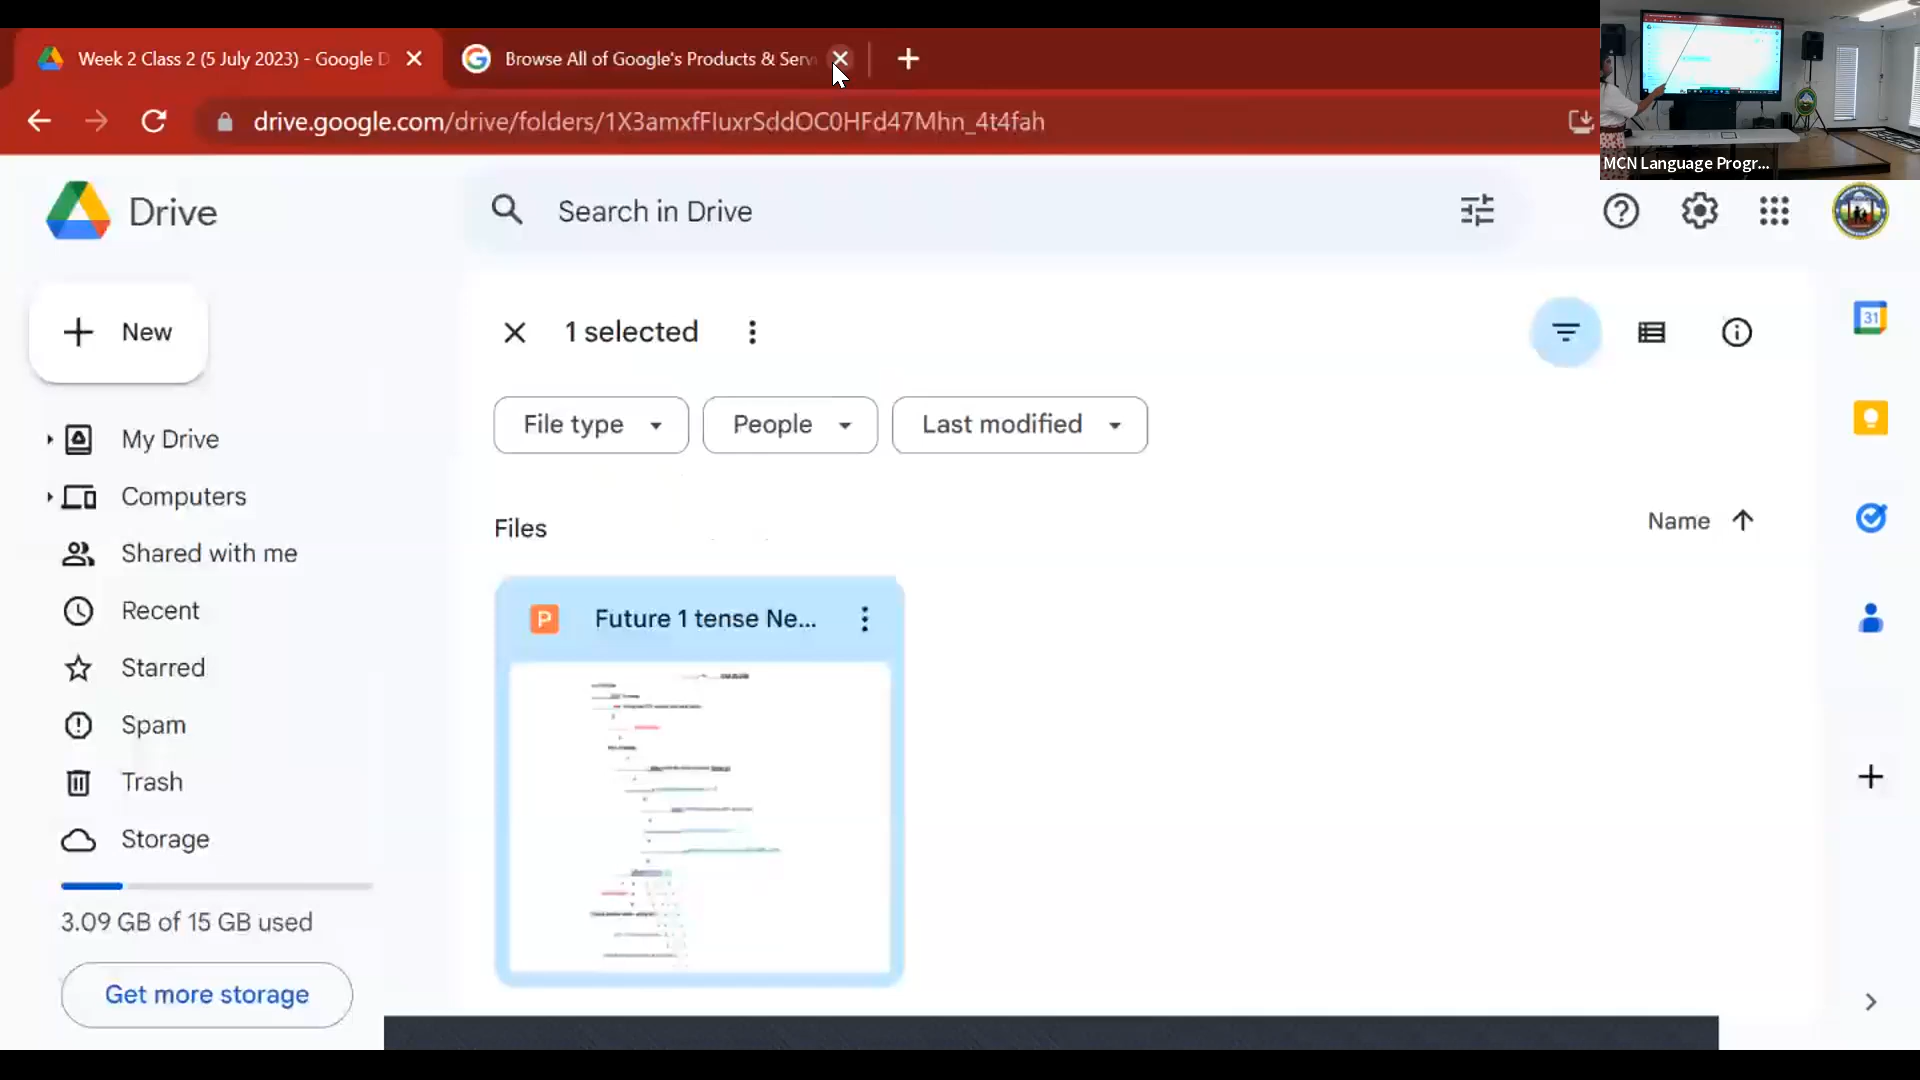 Week 2 Class 2 (5 July 2023) - Google D
Browse All of Google's Products & Serv
drive.google.com/drive/folders/1X3amxfFIuxrSddOC0HFd47Mhn_4t4fah
MCN Language Progr...
Drive
Search in Drive
New
1 selected
File type
People
Last modified
My Drive
Computers
Shared with me
Recent
Starred
Spam
Trash
Storage
3.09 GB of 15 GB used
Get more storage
Files
Name
P
Future 1 tense Ne...
31